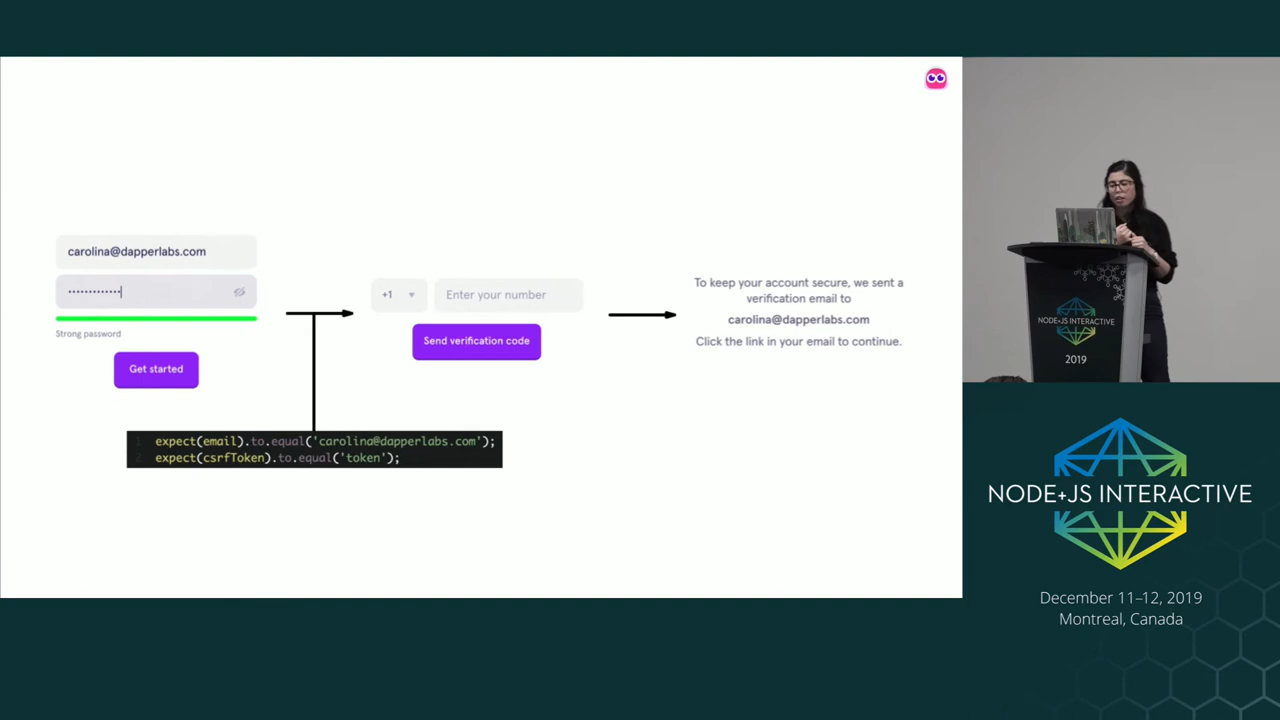 carolina@dapperlabs.com
•••••••••••••
Strong password
Get started
+1
Enter your number
Send verification code
To keep your account secure, we sent a
verification email to
carolina@dapperlabs.com
Click the link in your email to continue.
1 expect(email).to.equal('carolina@dapperlabs.com');
2 expect(csrfToken).to.equal('token');
NODE+JS INTERACTIVE
2019
NODE+JS INTERACTIVE
December 11–12, 2019
Montreal, Canada